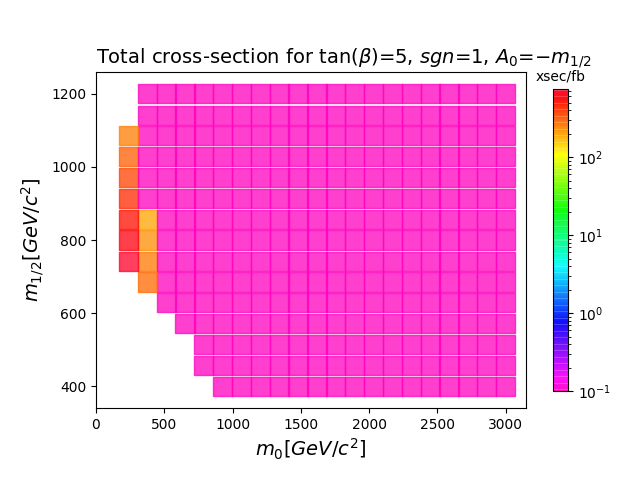 Total cross-section for tan(β)=5, sgn=1, A₀=−m₁/₂
xsec/fb
1200
1000
800
600
400
m₁/₂[GeV/c²]
10²
10¹
10⁰
10⁻¹
0 500 1000 1500 2000 2500 3000
m₀[GeV/c²]